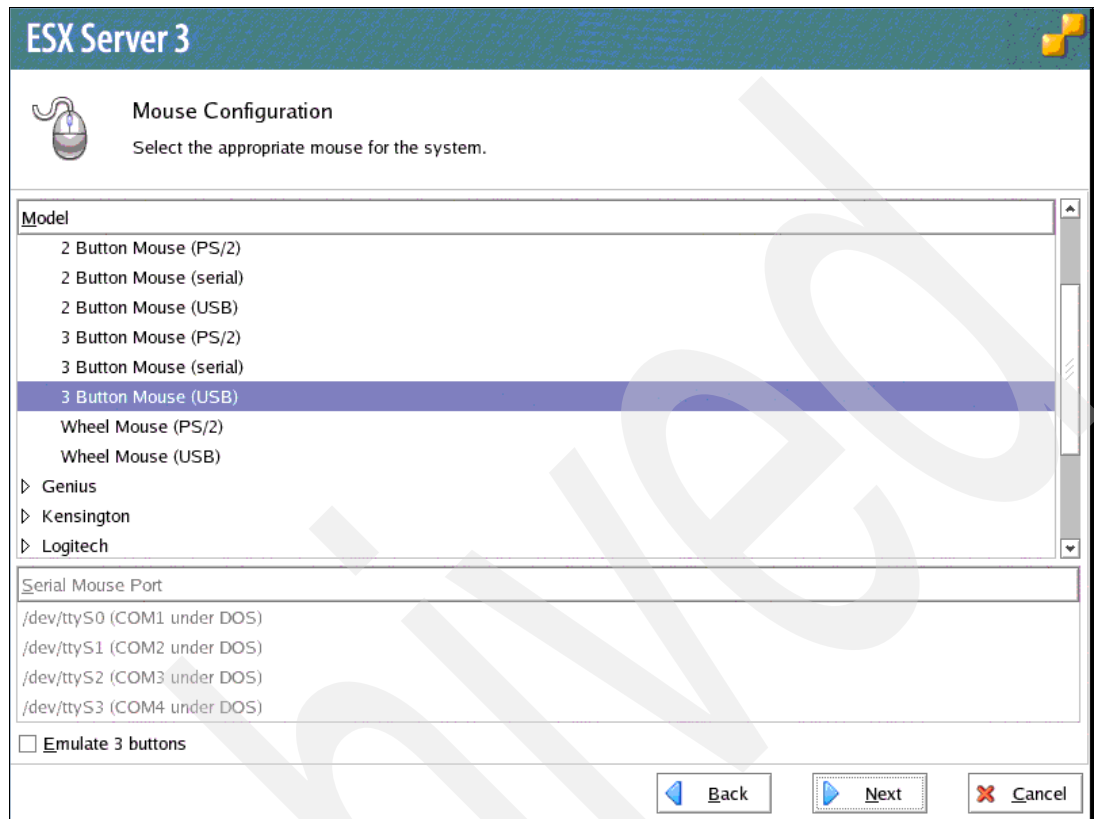 ESX Server 3
Mouse Configuration
Select the appropriate mouse for the system.
Model
2 Button Mouse (PS/2)
2 Button Mouse (serial)
2 Button Mouse (USB)
3 Button Mouse (PS/2)
3 Button Mouse (serial)
3 Button Mouse (USB)
Wheel Mouse (PS/2)
Wheel Mouse (USB)
Genius
Kensington
Logitech
Serial Mouse Port
/dev/ttyS0 (COM1 under DOS)
/dev/ttyS1 (COM2 under DOS)
/dev/ttyS2 (COM3 under DOS)
/dev/ttyS3 (COM4 under DOS)
Emulate 3 buttons
Back Next Cancel
hived